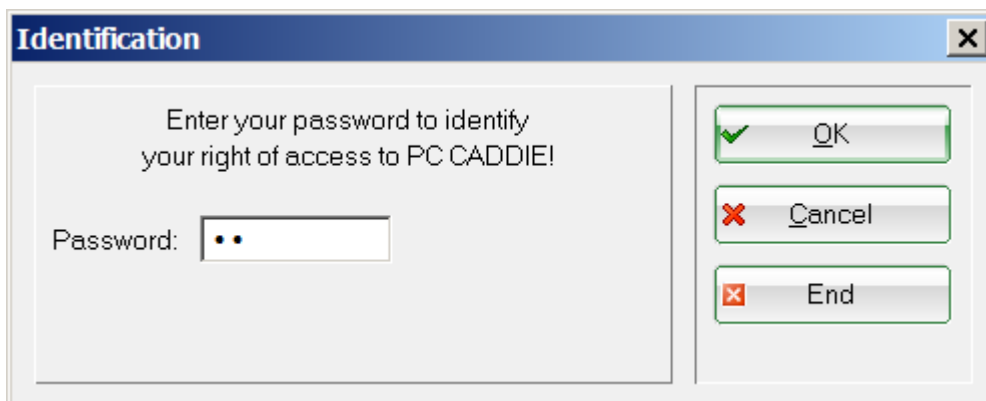 Identification
Enter your password to identify
your right of access to PC CADDIE!
Password: ••
OK
Cancel
End